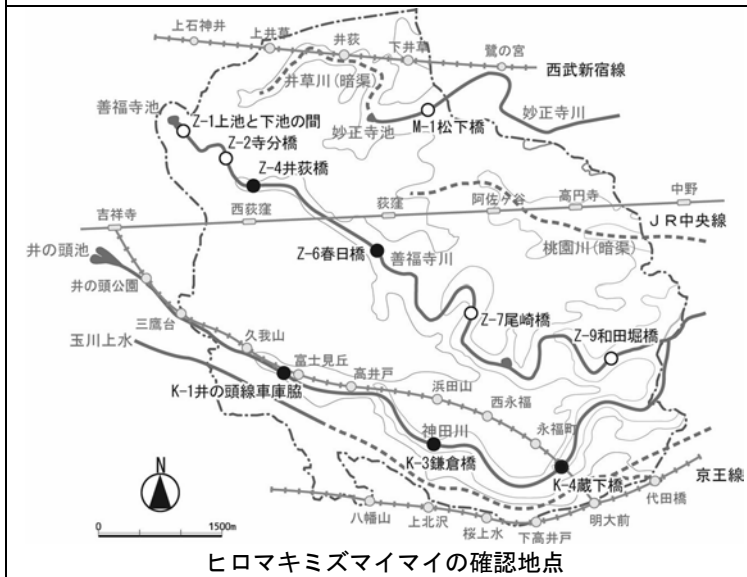 上石神井
上井草
井荻
下井草
鷺の宮
西武新宿線
井草川(暗渠)
善福寺池
Z-1上池と下池の間
妙正寺池
M-1松下橋
妙正寺川
Z-2寺分橋
Z-4井荻橋
吉祥寺
西荻窪
荻窪
阿佐ケ谷
高円寺
中野
JR中央線
桃園川(暗渠)
井の頭池
井の頭公園
Z-6春日橋
善福寺川
三鷹台
Z-7尾崎橋
Z-9和田堀橋
玉川上水
久我山
富士見丘
高井戸
浜田山
K-1井の頭線車庫脇
西永福
永福町
神田川
K-3鎌倉橋
K-4蔵下橋
京王線
N
代田橋
明大前
八幡山
上北沢
桜上水
下高井戸
0 1500m
ヒロマキミズマイマイの確認地点